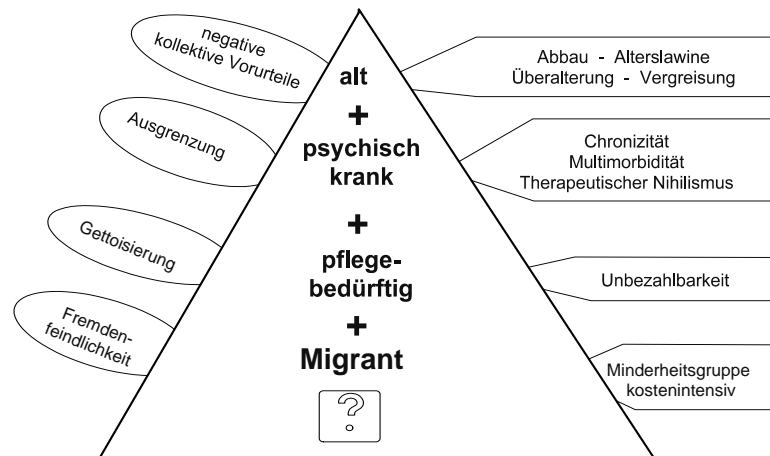 negative
kollektive Vorurteile
Ausgrenzung
Gettoisierung
Fremden-
feindlichkeit
alt
+
psychisch
krank
+
pflege-
bedürftig
+
Migrant
?
Abbau - Alterslawine
Überalterung - Vergreisung
Chronizität
Multimorbidität
Therapeutischer Nihilismus
Unbezahlbarkeit
Minderheitsgruppe
kostenintensiv